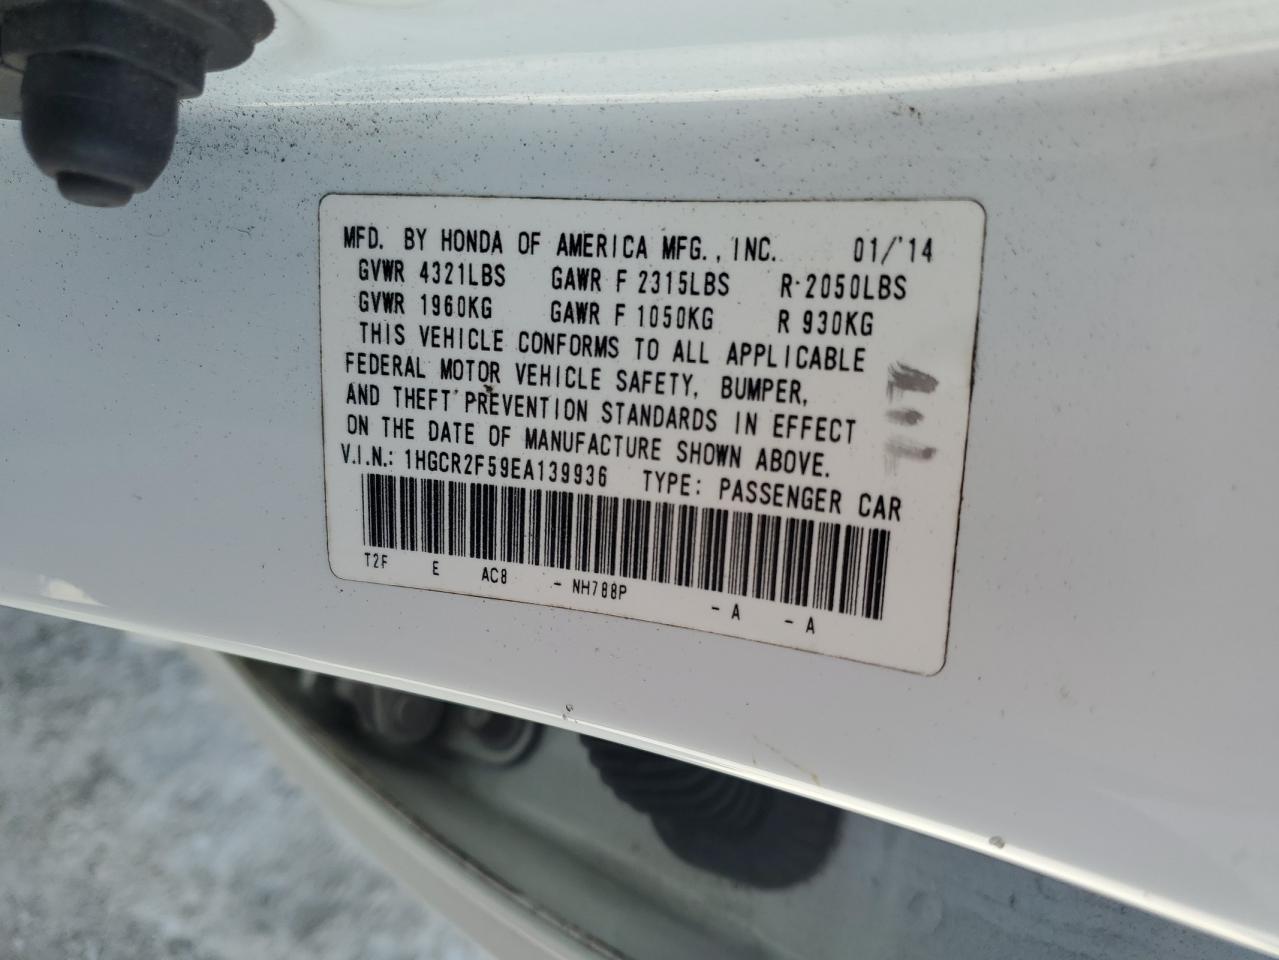 MFD. BY HONDA OF AMERICA MFG., INC. 01/'14
GVWR 4321LBS GAWR F 2315LBS R 2050LBS
GVWR 1960KG GAWR F 1050KG R 930KG
THIS VEHICLE CONFORMS TO ALL APPLICABLE
FEDERAL MOTOR VEHICLE SAFETY, BUMPER,
AND THEFT PREVENTION STANDARDS IN EFFECT
ON THE DATE OF MANUFACTURE SHOWN ABOVE.
V.I.N.: 1HGCR2F59EA139936 TYPE: PASSENGER CAR
T2F E AC8 - NH788P - A - A